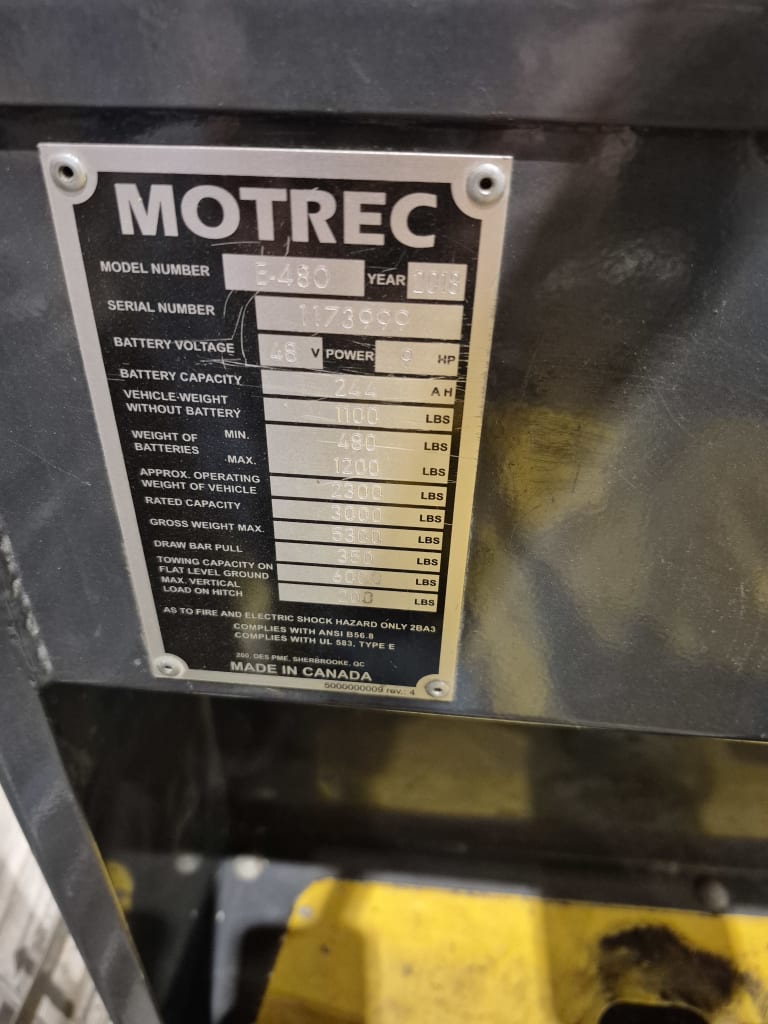 MOTREC
MODEL NUMBER E-480 YEAR 2018
SERIAL NUMBER 1173999
BATTERY VOLTAGE 48 V POWER 9 HP
BATTERY CAPACITY 244 AH
VEHICLE-WEIGHT
WITHOUT BATTERY 1100 LBS
WEIGHT OF
BATTERIES
MIN. 480 LBS
MAX. 1200 LBS
APPROX. OPERATING
WEIGHT OF VEHICLE 2300 LBS
RATED CAPACITY 3000 LBS
GROSS WEIGHT MAX. 5300 LBS
DRAW BAR PULL 350 LBS
TOWING CAPACITY ON
FLAT LEVEL GROUND 6000 LBS
MAX. VERTICAL
LOAD ON HITCH 200 LBS
AS TO FIRE AND ELECTRIC SHOCK HAZARD ONLY 2BA3
COMPLIES WITH ANSI B56.8
COMPLIES WITH UL 583, TYPE E
200, DES PME, SHERBROOKE, QC
MADE IN CANADA
5000000009 rev.: 4